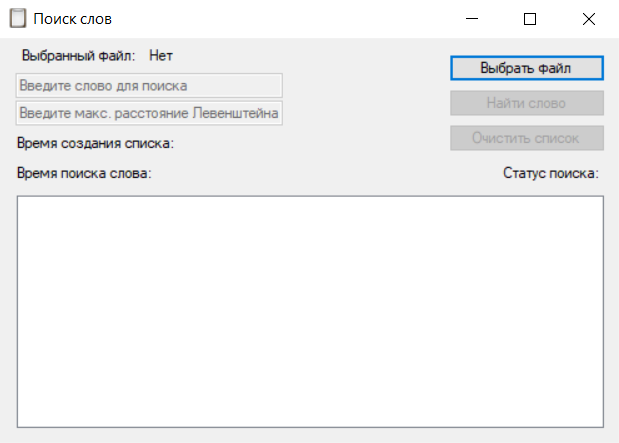 Поиск слов
Выбранный файл: Нет
Выбрать файл
Введите слово для поиска
Найти слово
Введите макс. расстояние Левенштейна
Очистить список
Время создания списка:
Время поиска слова:
Статус поиска: